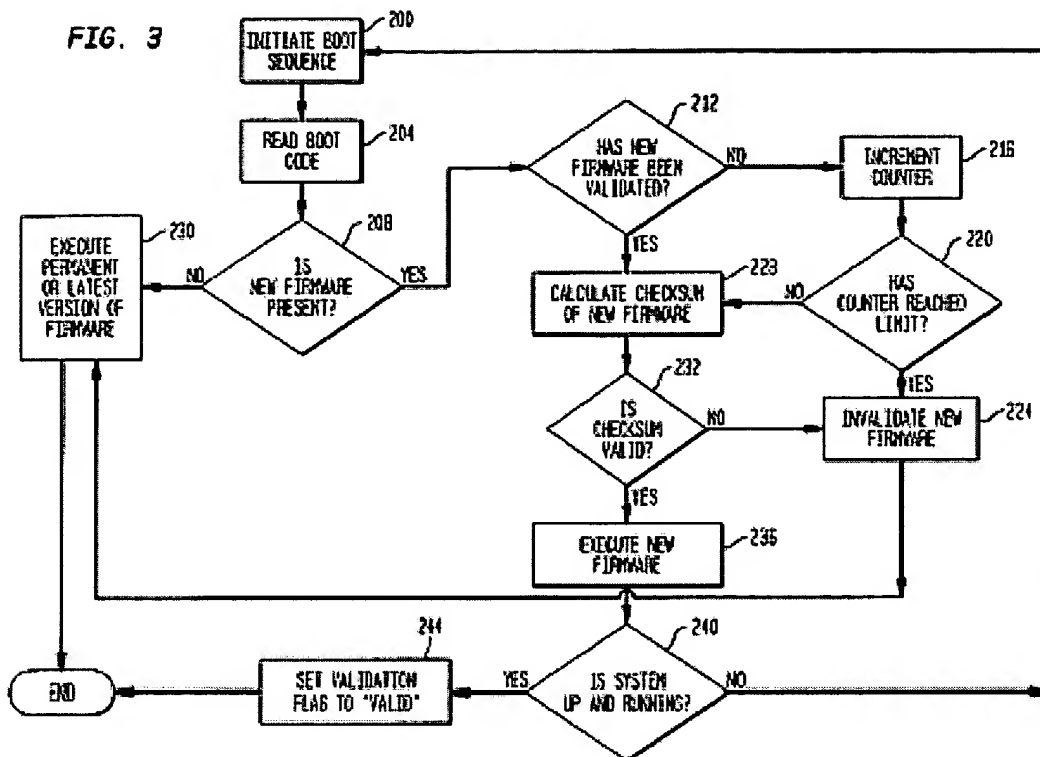 FIG. 3
200
INITIATE BOOT
SEQUENCE
204
READ BOOT
CODE
208
IS
NEW FIRMWARE
PRESENT?
NO
YES
230
EXECUTE
PERMANENT
OR LATEST
VERSION OF
FIRMWARE
212
HAS NEW
FIRMWARE BEEN
VALIDATED?
NO
YES
216
INCREMENT
COUNTER
220
HAS
COUNTER REACHED
LIMIT?
NO
YES
223
CALCULATE CHECKSUM
OF NEW FIRMWARE
232
IS
CHECKSUM
VALID?
NO
YES
224
INVALIDATE NEW
FIRMWARE
236
EXECUTE NEW
FIRMWARE
240
IS SYSTEM
UP AND RUNNING?
YES
NO
244
SET VALIDATION
FLAG TO "VALID"
END